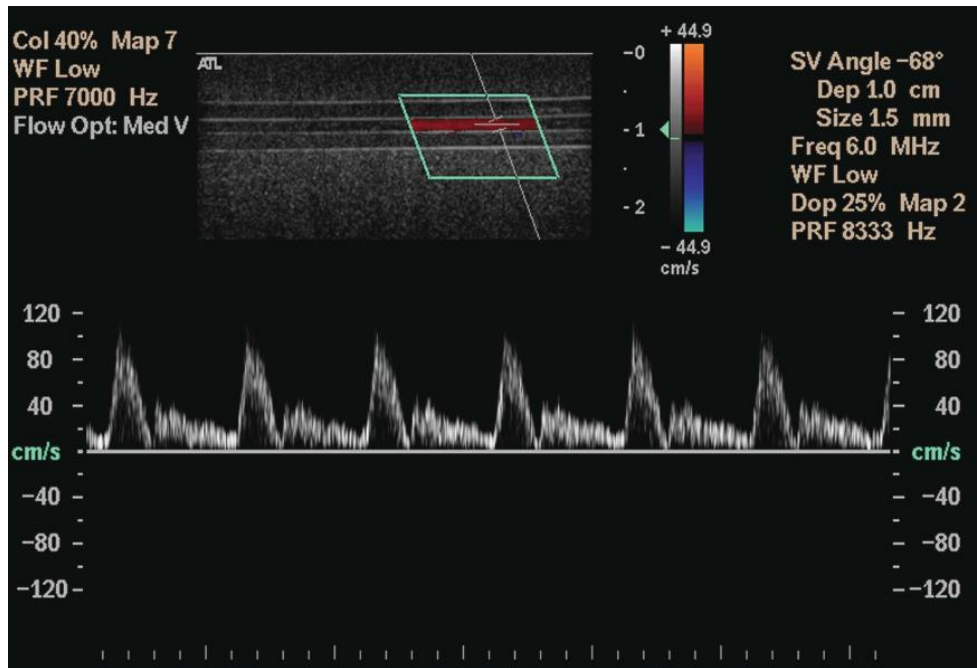 Col 40% Map 7
WF Low
PRF 7000 Hz
Flow Opt: Med V
ATL
-0
-1
-2
+ 44.9
- 44.9
cm/s
SV Angle -68°
Dep 1.0 cm
Size 1.5 mm
Freq 6.0 MHz
WF Low
Dop 25% Map 2
PRF 8333 Hz
120
80
40
cm/s
-40
-80
-120
120
80
40
cm/s
-40
-80
-120